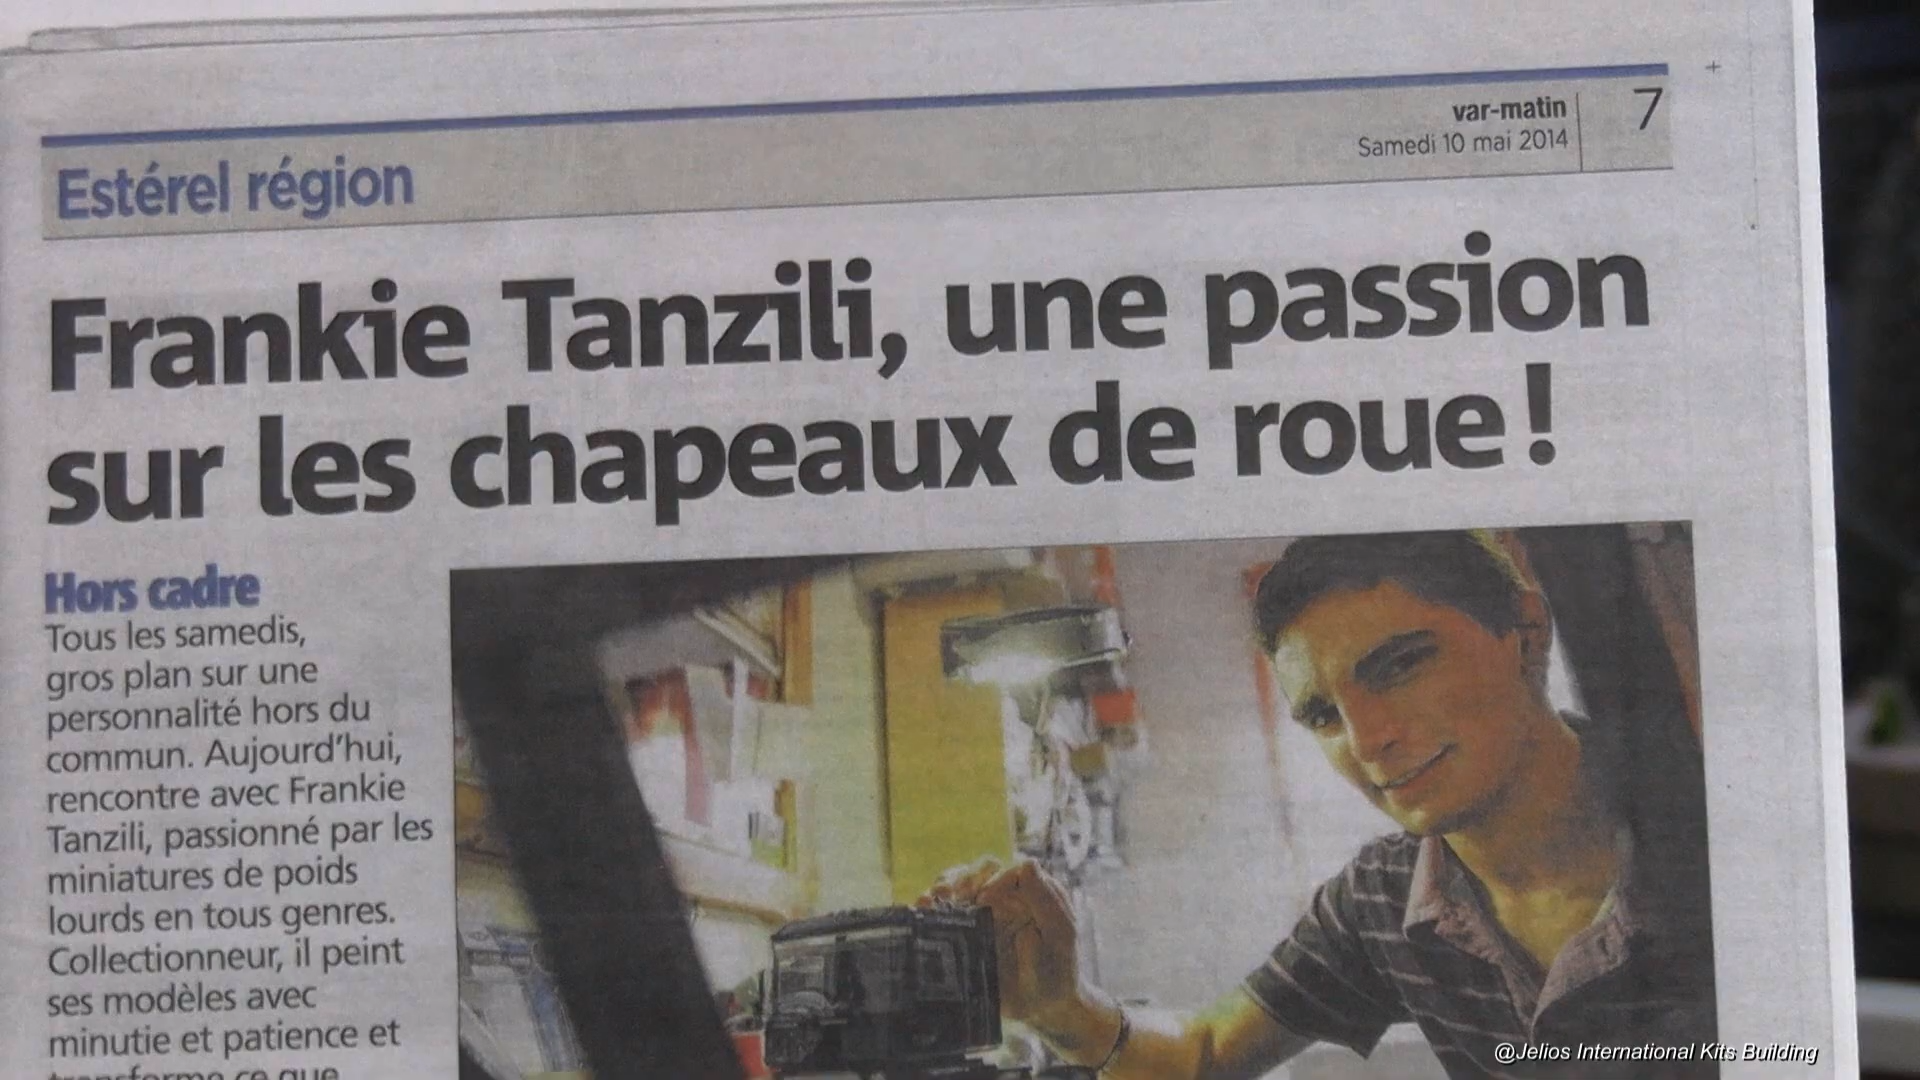 var-matin
Samedi 10 mai 2014
7
Estérel région
Frankie Tanzili, une passion
sur les chapeaux de roue !
Hors cadre
Tous les samedis,
gros plan sur une
personnalité hors du
commun. Aujourd'hui,
rencontre avec Frankie
Tanzili, passionné par les
miniatures de poids
lourds en tous genres.
Collectionneur, il peint
ses modèles avec
minutie et patience et
transforme ce que
@Jelios International Kits Building